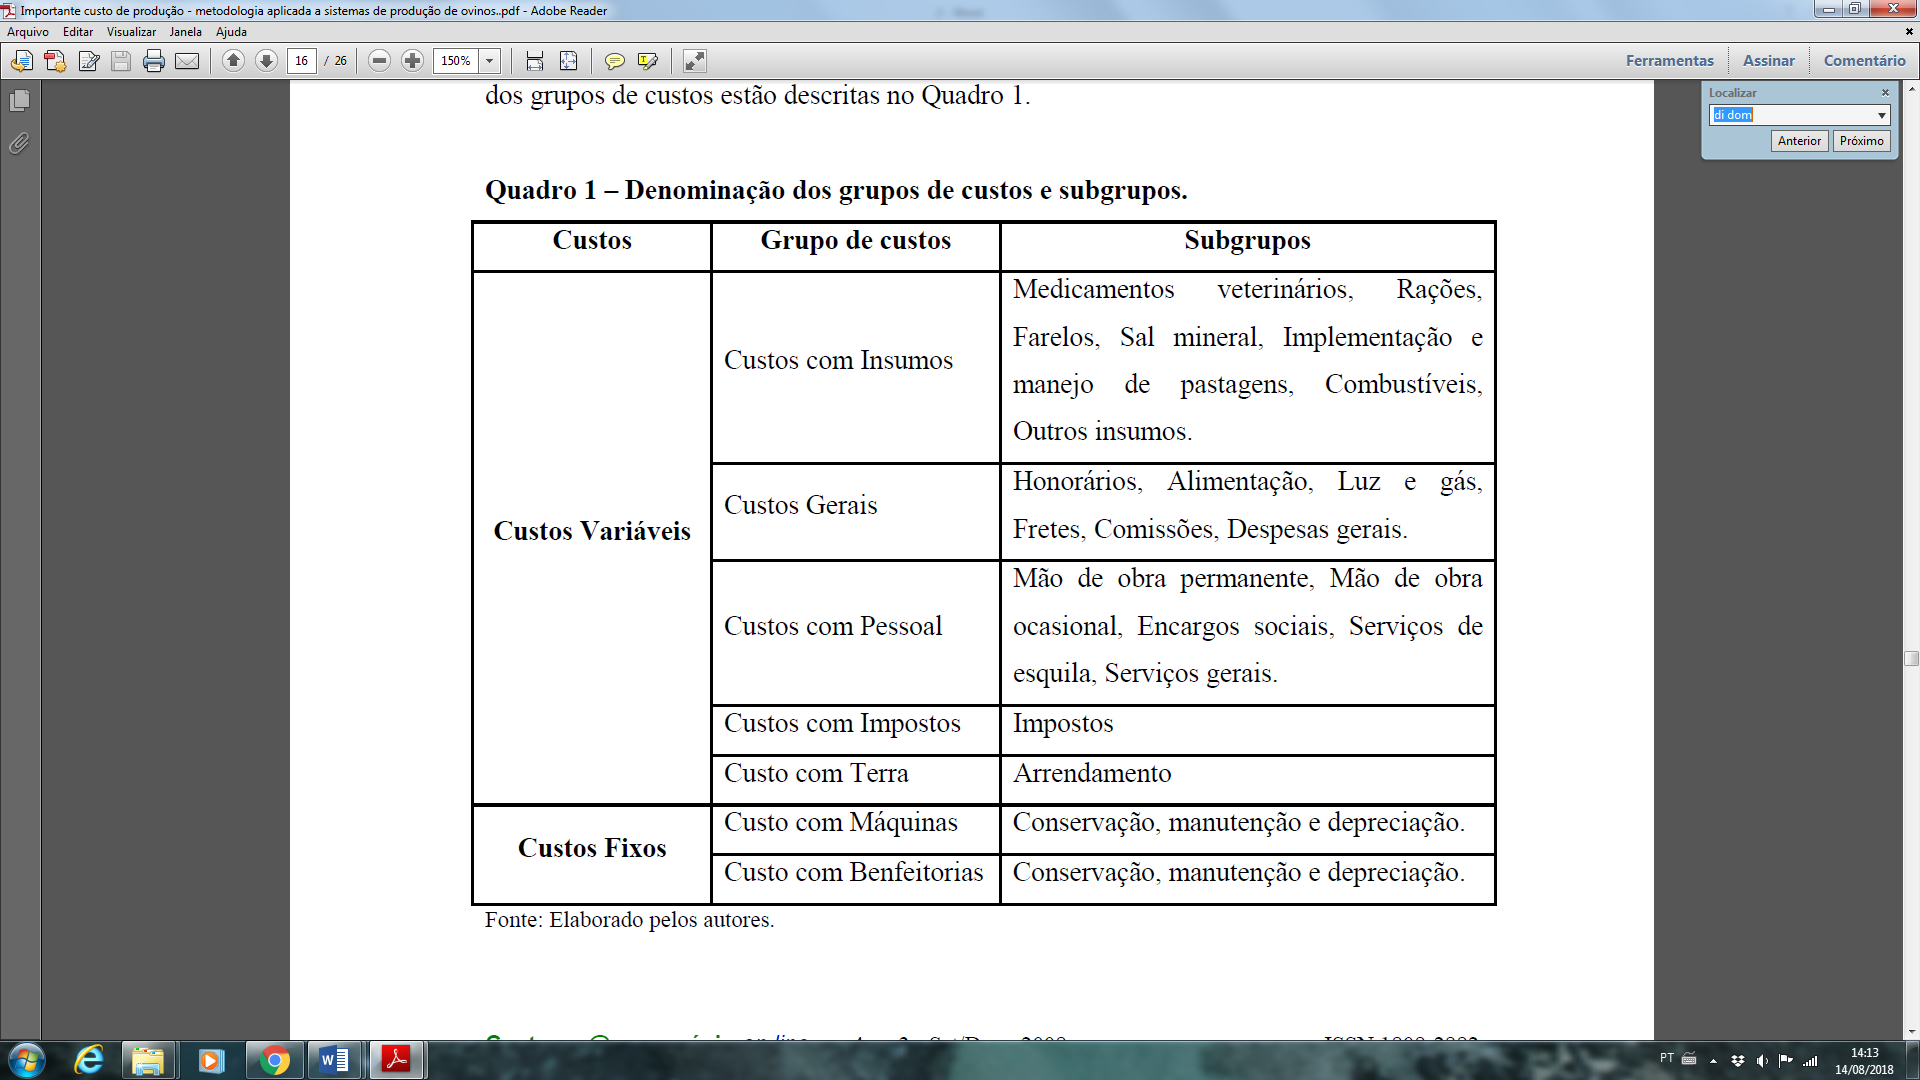 Importante custo de produção - metodologia aplicada a sistemas de produção de ovinos..pdf - Adobe Reader
Arquivo Editar Visualizar Janela Ajuda
16 / 26 150% Ferramentas Assinar Comentário
Localizar
di dom
Anterior Próximo
dos grupos de custos estão descritas no Quadro 1.
Quadro 1 – Denominação dos grupos de custos e subgrupos.
Custos Grupo de custos Subgrupos
Custos Variáveis
Custos com Insumos
Medicamentos veterinários, Rações,
Farelos, Sal mineral, Implementação e
manejo de pastagens, Combustíveis,
Outros insumos.
Custos Gerais
Honorários, Alimentação, Luz e gás,
Fretes, Comissões, Despesas gerais.
Custos com Pessoal
Mão de obra permanente, Mão de obra
ocasional, Encargos sociais, Serviços de
esquila, Serviços gerais.
Custos com Impostos Impostos
Custo com Terra Arrendamento
Custos Fixos
Custo com Máquinas Conservação, manutenção e depreciação.
Custo com Benfeitorias Conservação, manutenção e depreciação.
Fonte: Elaborado pelos autores.
PT 14:13
14/08/2018